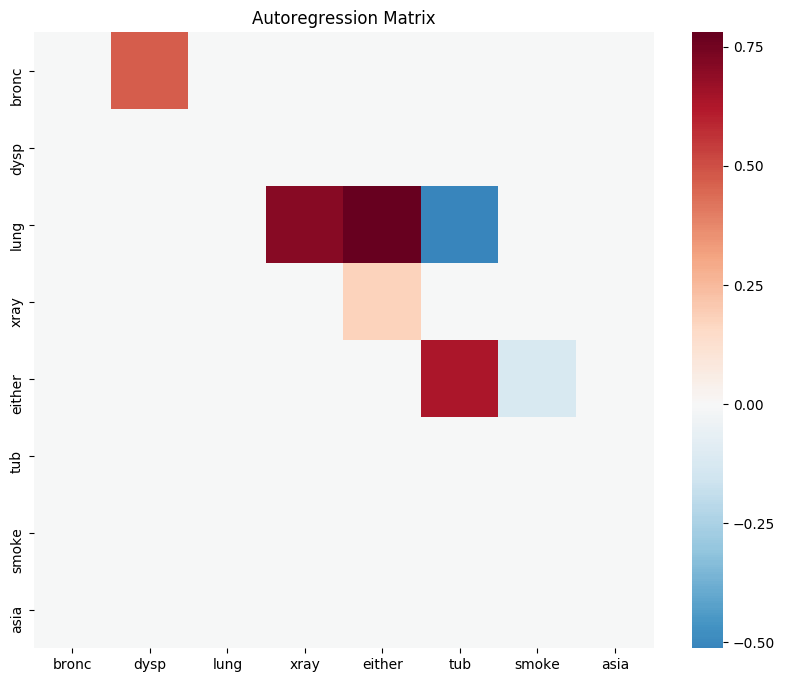 Autoregression Matrix
bronc
dysp
lung
xray
either
tub
smoke
asia
bronc dysp lung xray either tub smoke asia
0.75
0.50
0.25
0.00
−0.25
−0.50